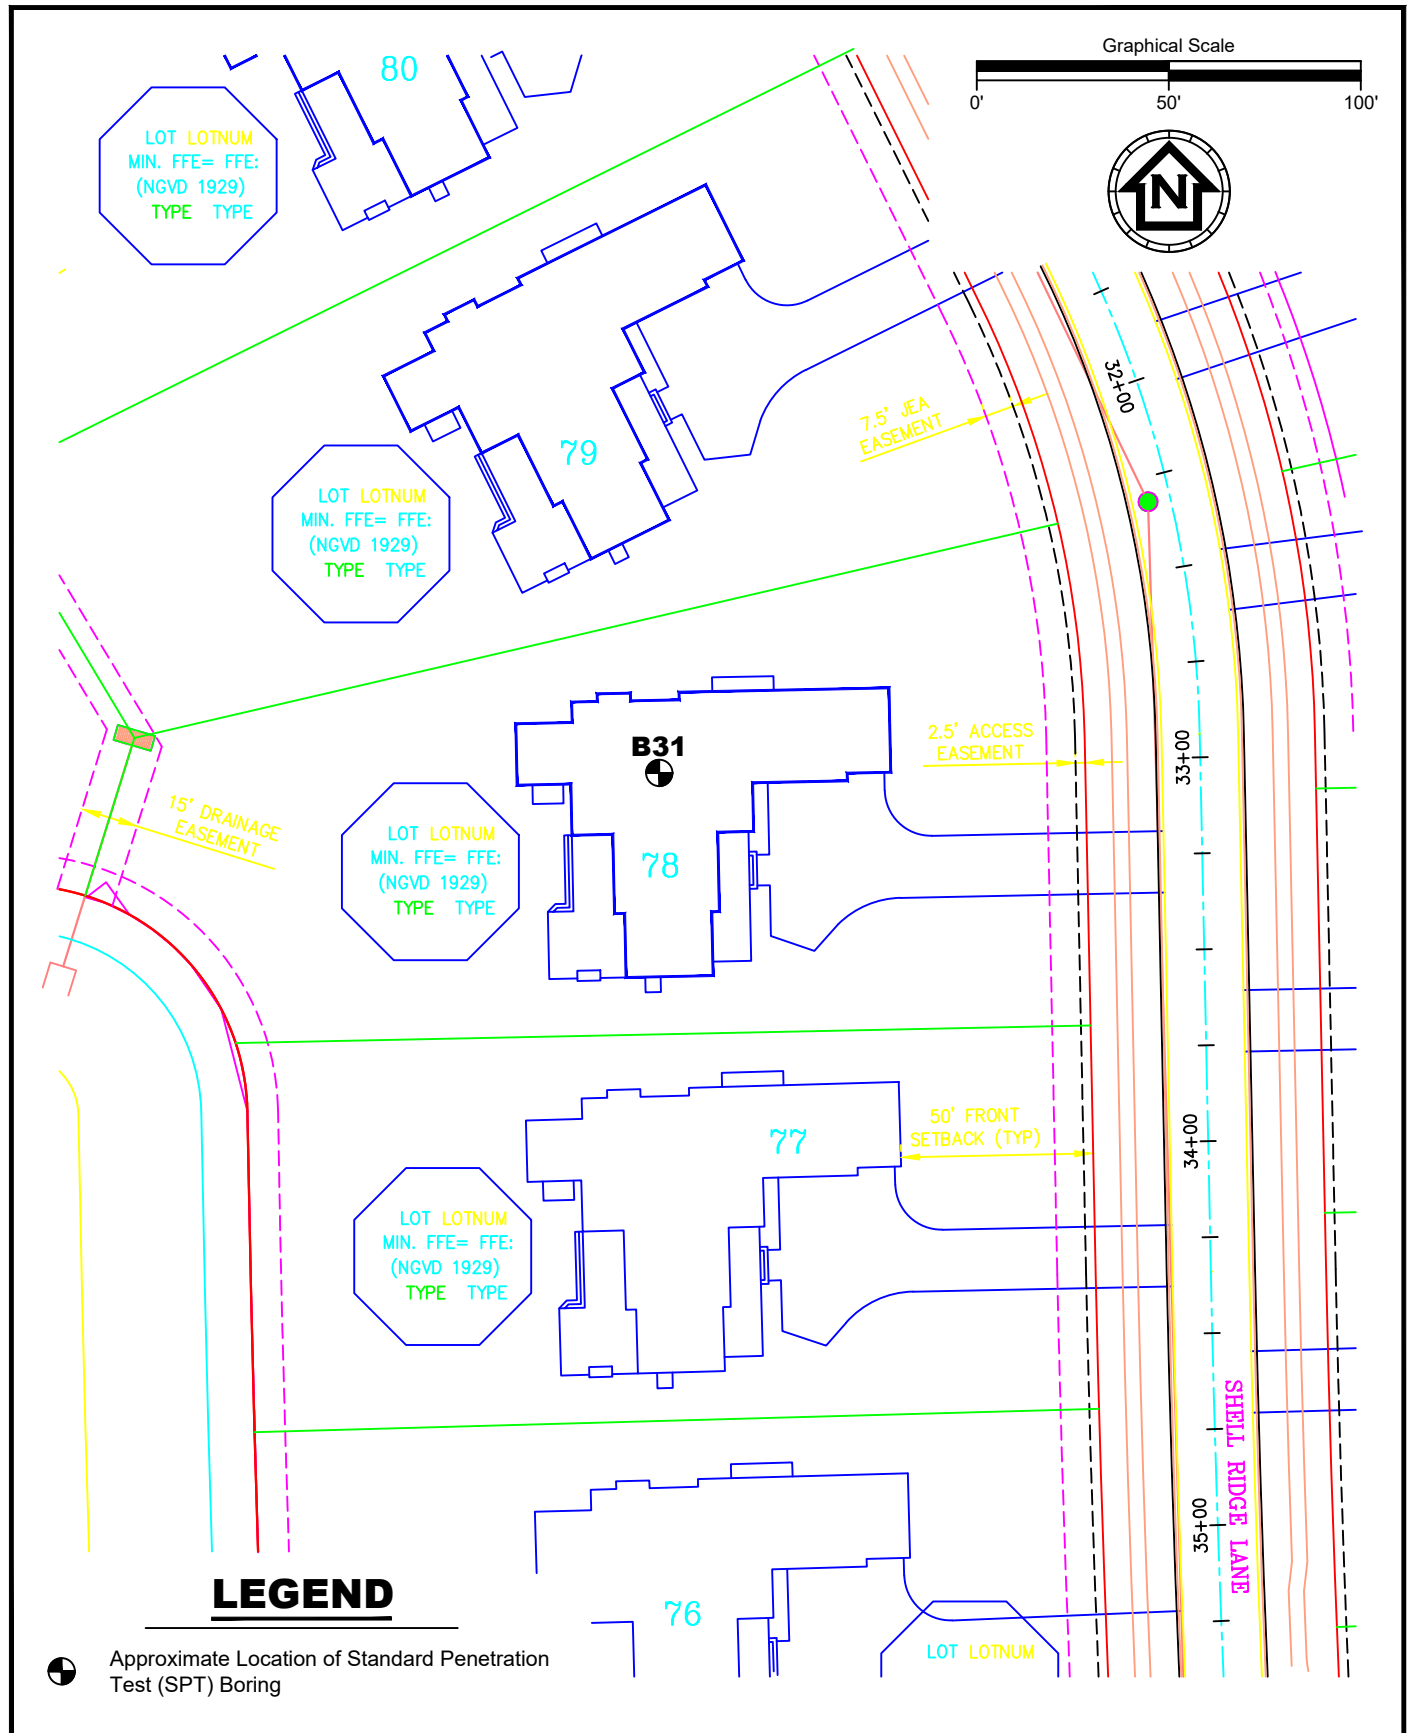 Graphical Scale
0' 50' 100'
N
80
LOT LOTNUM
MIN. FFE= FFE:
(NGVD 1929)
TYPE TYPE
32+00
7.5' JEA
EASEMENT
79
LOT LOTNUM
MIN. FFE= FFE:
(NGVD 1929)
TYPE TYPE
2.5' ACCESS
EASEMENT
33+00
B31
15' DRAINAGE
EASEMENT
LOT LOTNUM
MIN. FFE= FFE:
(NGVD 1929)
TYPE TYPE
78
77
50' FRONT
SETBACK (TYP)
34+00
LOT LOTNUM
MIN. FFE= FFE:
(NGVD 1929)
TYPE TYPE
SHELL RIDGE LANE
35+00
76
LOT LOTNUM
LEGEND
Approximate Location of Standard Penetration
Test (SPT) Boring